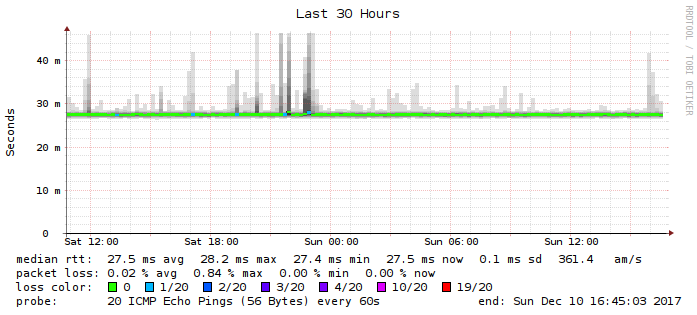 Last 30 Hours
RRDTOOL / TOBI OETIKER
Seconds
40 m
30 m
20 m
10 m
0
Sat 12:00 Sat 18:00 Sun 00:00 Sun 06:00 Sun 12:00
median rtt: 27.5 ms avg 28.2 ms max 27.4 ms min 27.5 ms now 0.1 ms sd 361.4 am/s
packet loss: 0.02 % avg 0.84 % max 0.00 % min 0.00 % now
loss color: 0 1/20 2/20 3/20 4/20 10/20 19/20
probe: 20 ICMP Echo Pings (56 Bytes) every 60s end: Sun Dec 10 16:45:03 2017